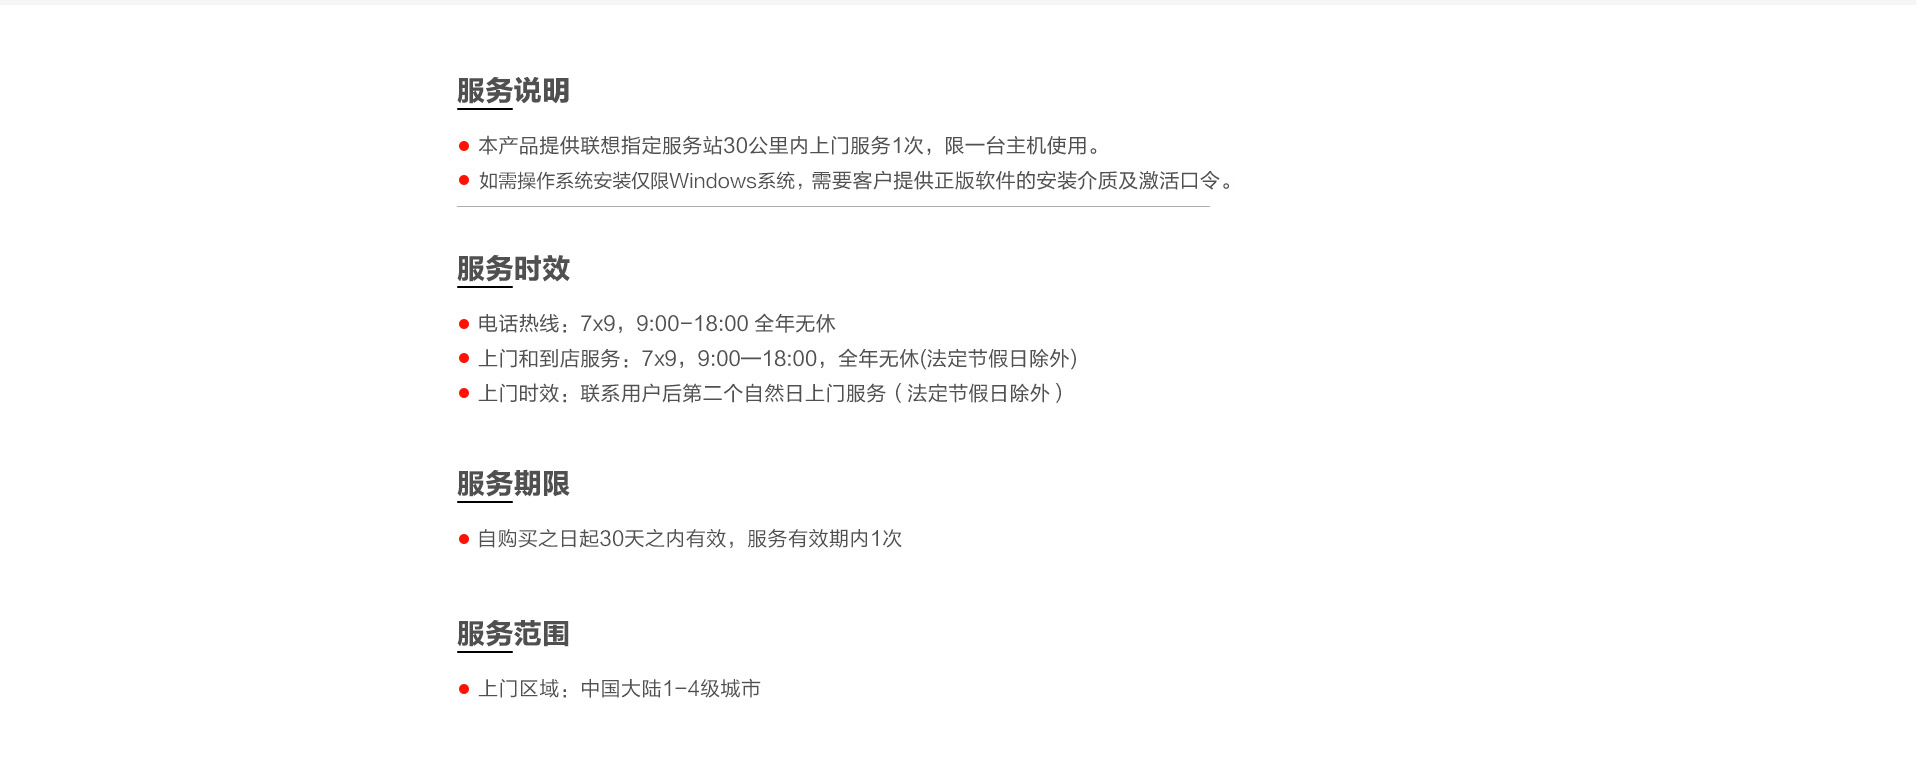 服务说明
本产品提供联想指定服务站30公里内上门服务1次，限一台主机使用。
如需操作系统安装仅限Windows系统，需要客户提供正版软件的安装介质及激活口令。
服务时效
电话热线：7x9，9:00-18:00 全年无休
上门和到店服务：7x9，9:00—18:00，全年无休(法定节假日除外)
上门时效：联系用户后第二个自然日上门服务（法定节假日除外）
服务期限
自购买之日起30天之内有效，服务有效期内1次
服务范围
上门区域：中国大陆1-4级城市